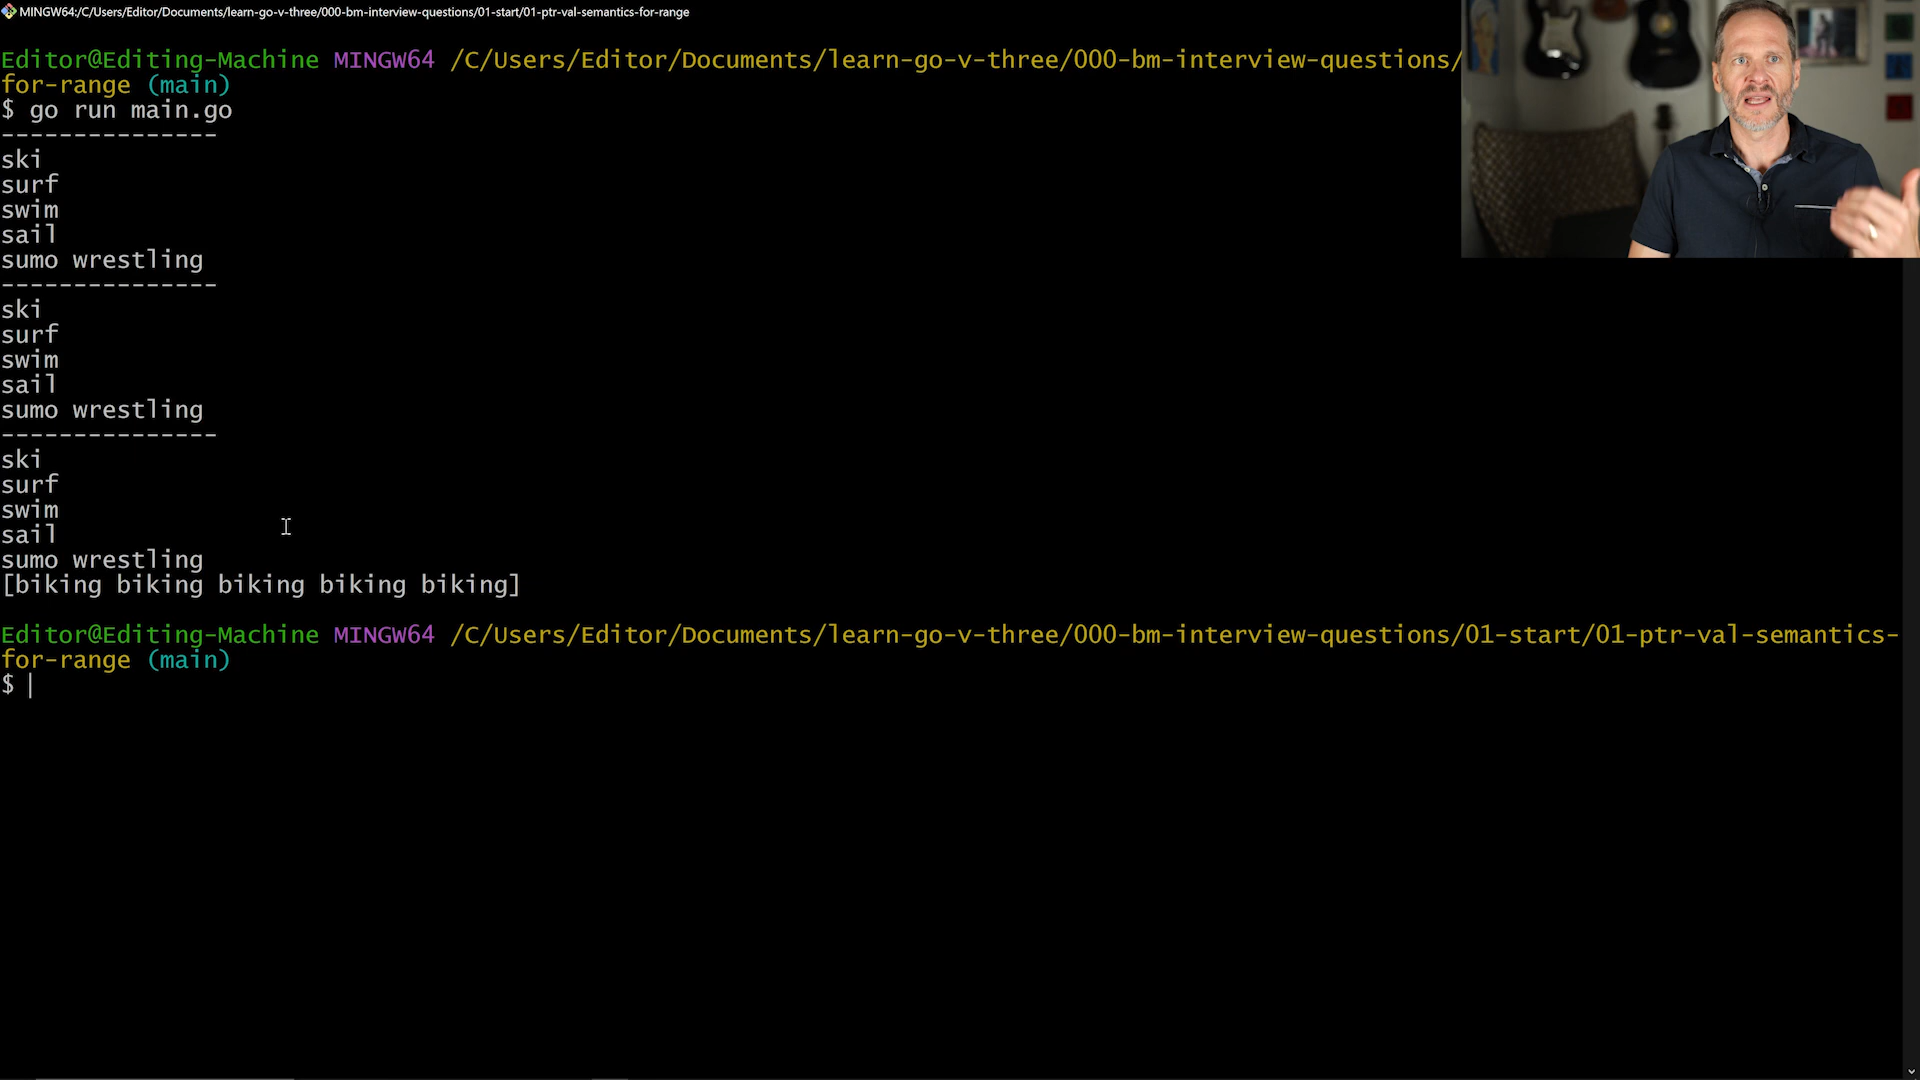 MINGW64:/C/Users/Editor/Documents/learn-go-v-three/000-bm-interview-questions/01-start/01-ptr-val-semantics-for-range
Editor@Editing-Machine MINGW64 /C/Users/Editor/Documents/learn-go-v-three/000-bm-interview-questions/
for-range (main)
$ go run main.go
---------------
ski
surf
swim
sail
sumo wrestling
---------------
ski
surf
swim
sail
sumo wrestling
---------------
ski
surf
swim
sail
sumo wrestling
[biking biking biking biking biking]
Editor@Editing-Machine MINGW64 /C/Users/Editor/Documents/learn-go-v-three/000-bm-interview-questions/01-start/01-ptr-val-semantics-
for-range (main)
$